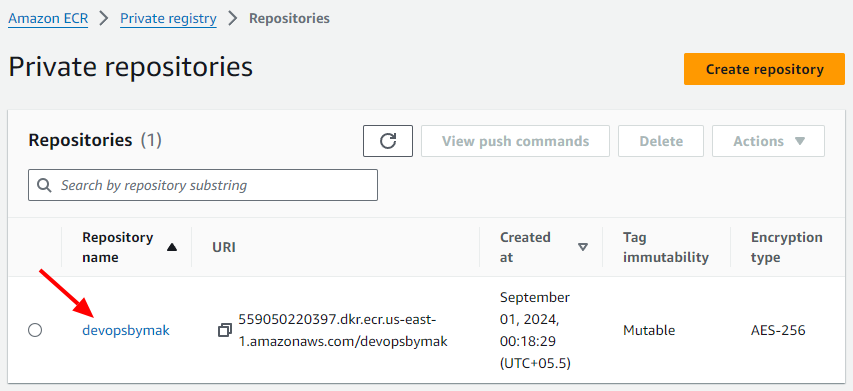 Amazon ECR > Private registry > Repositories
Private repositories
Create repository
Repositories (1)
View push commands
Delete
Actions
Search by repository substring
Repository name
URI
Created at
Tag immutability
Encryption type
devopsbymak
559050220397.dkr.ecr.us-east-
1.amazonaws.com/devopsbymak
September
01, 2024,
00:18:29
(UTC+05.5)
Mutable
AES-256